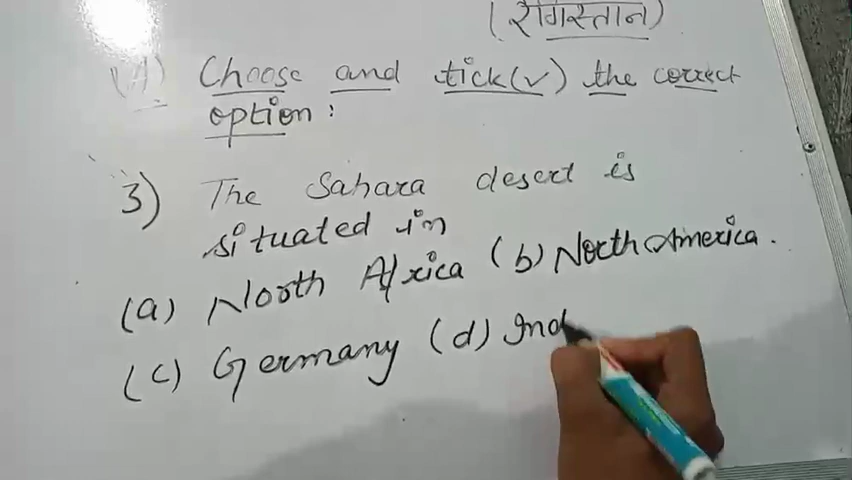 (रेगिस्तान)
(A) Choose and tick(✓) the correct
option :
3) The Sahara desert is
situated in
(a) North Africa (b) North America.
(c) Germany (d) Ind